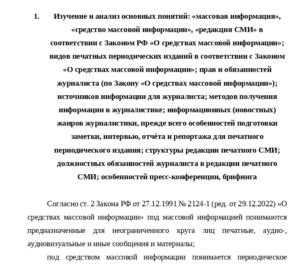 1. Изучение и анализ основных понятий: «массовая информация»,
«средство массовой информации», «редакция СМИ» в
соответствии с Законом РФ «О средствах массовой информации»;
видов печатных периодических изданий в соответствии с Законом
«О средствах массовой информации»; прав и обязанностей
журналиста (по Закону «О средствах массовой информации»);
источников информации для журналиста; методов получения
информации в журналистике; информационных (новостных)
жанров журналистики, прежде всего особенностей подготовки
заметки, интервью, отчёта и репортажа для печатного
периодического издания; структуры редакции печатного СМИ;
должностных обязанностей журналиста в редакции печатного
СМИ; особенностей пресс-конференции, брифинга
Согласно ст. 2 Закона РФ от 27.12.1991 № 2124-1 (ред. от 29.12.2022) «О
средствах массовой информации» под массовой информацией понимаются
предназначенные для неограниченного круга лиц печатные, аудио-,
аудиовизуальные и иные сообщения и материалы;
под средством массовой информации понимается периодическое